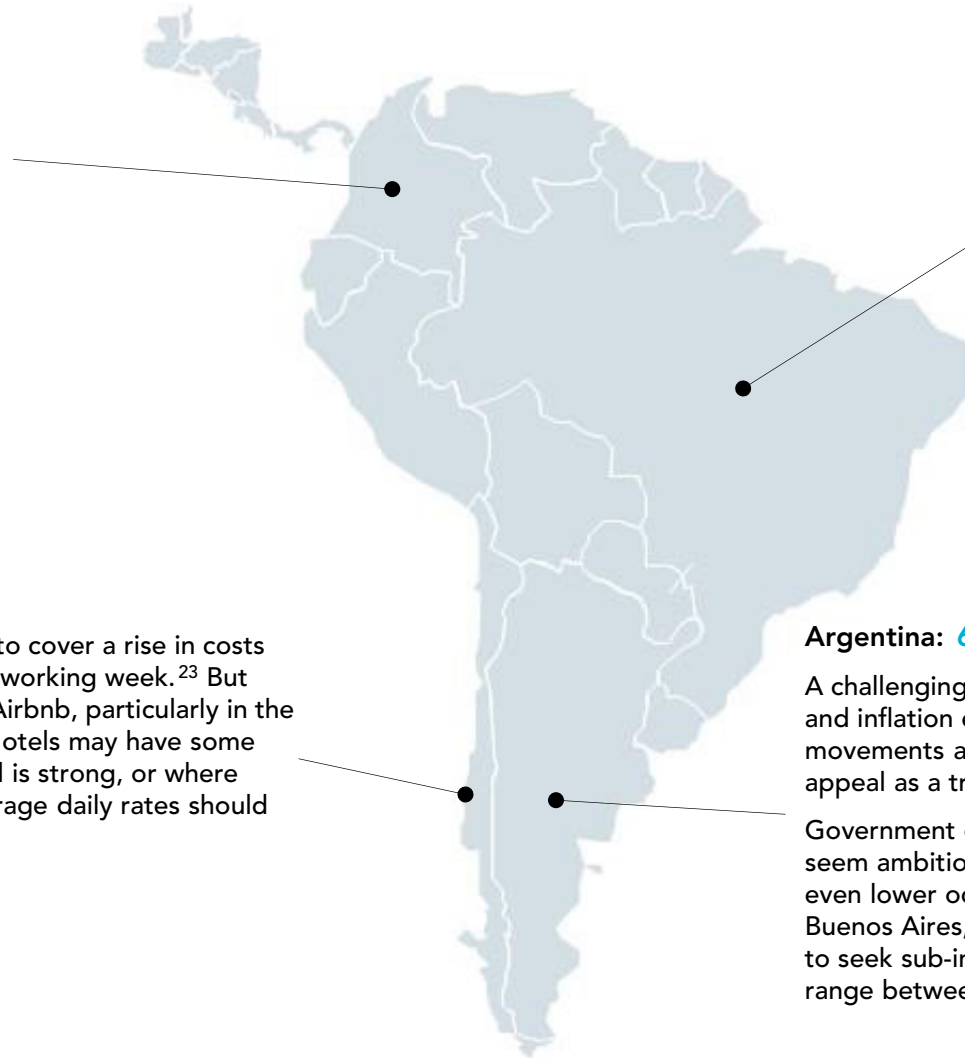 to cover a rise in costs
working week.23 But
Airbnb, particularly in the
otels may have some
is strong, or where
rage daily rates should
Argentina:
A challenging
and inflation
movements a
appeal as a tr
Government
seem ambitio
even lower oc
Buenos Aires,
to seek sub-in
range betwee